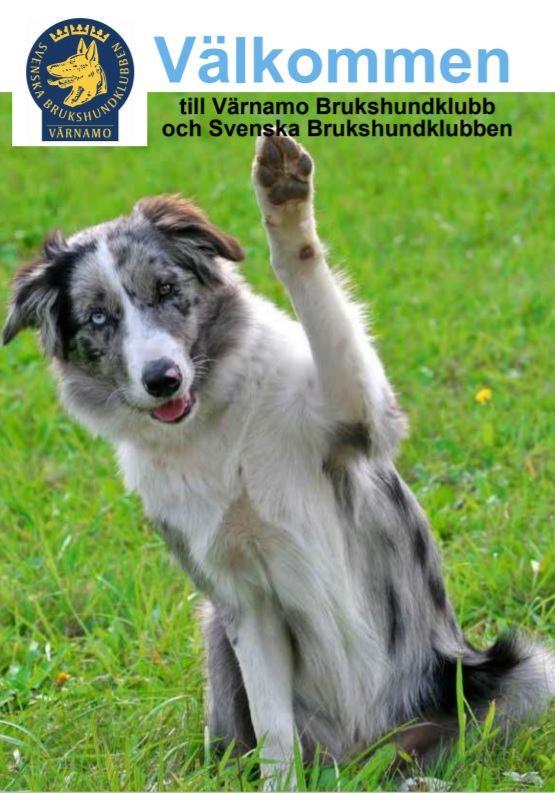 SVENSKA BRUKSHUNDKLUBBEN
VÄRNAMO
Välkommen
till Värnamo Brukshundklubb
och Svenska Brukshundklubben